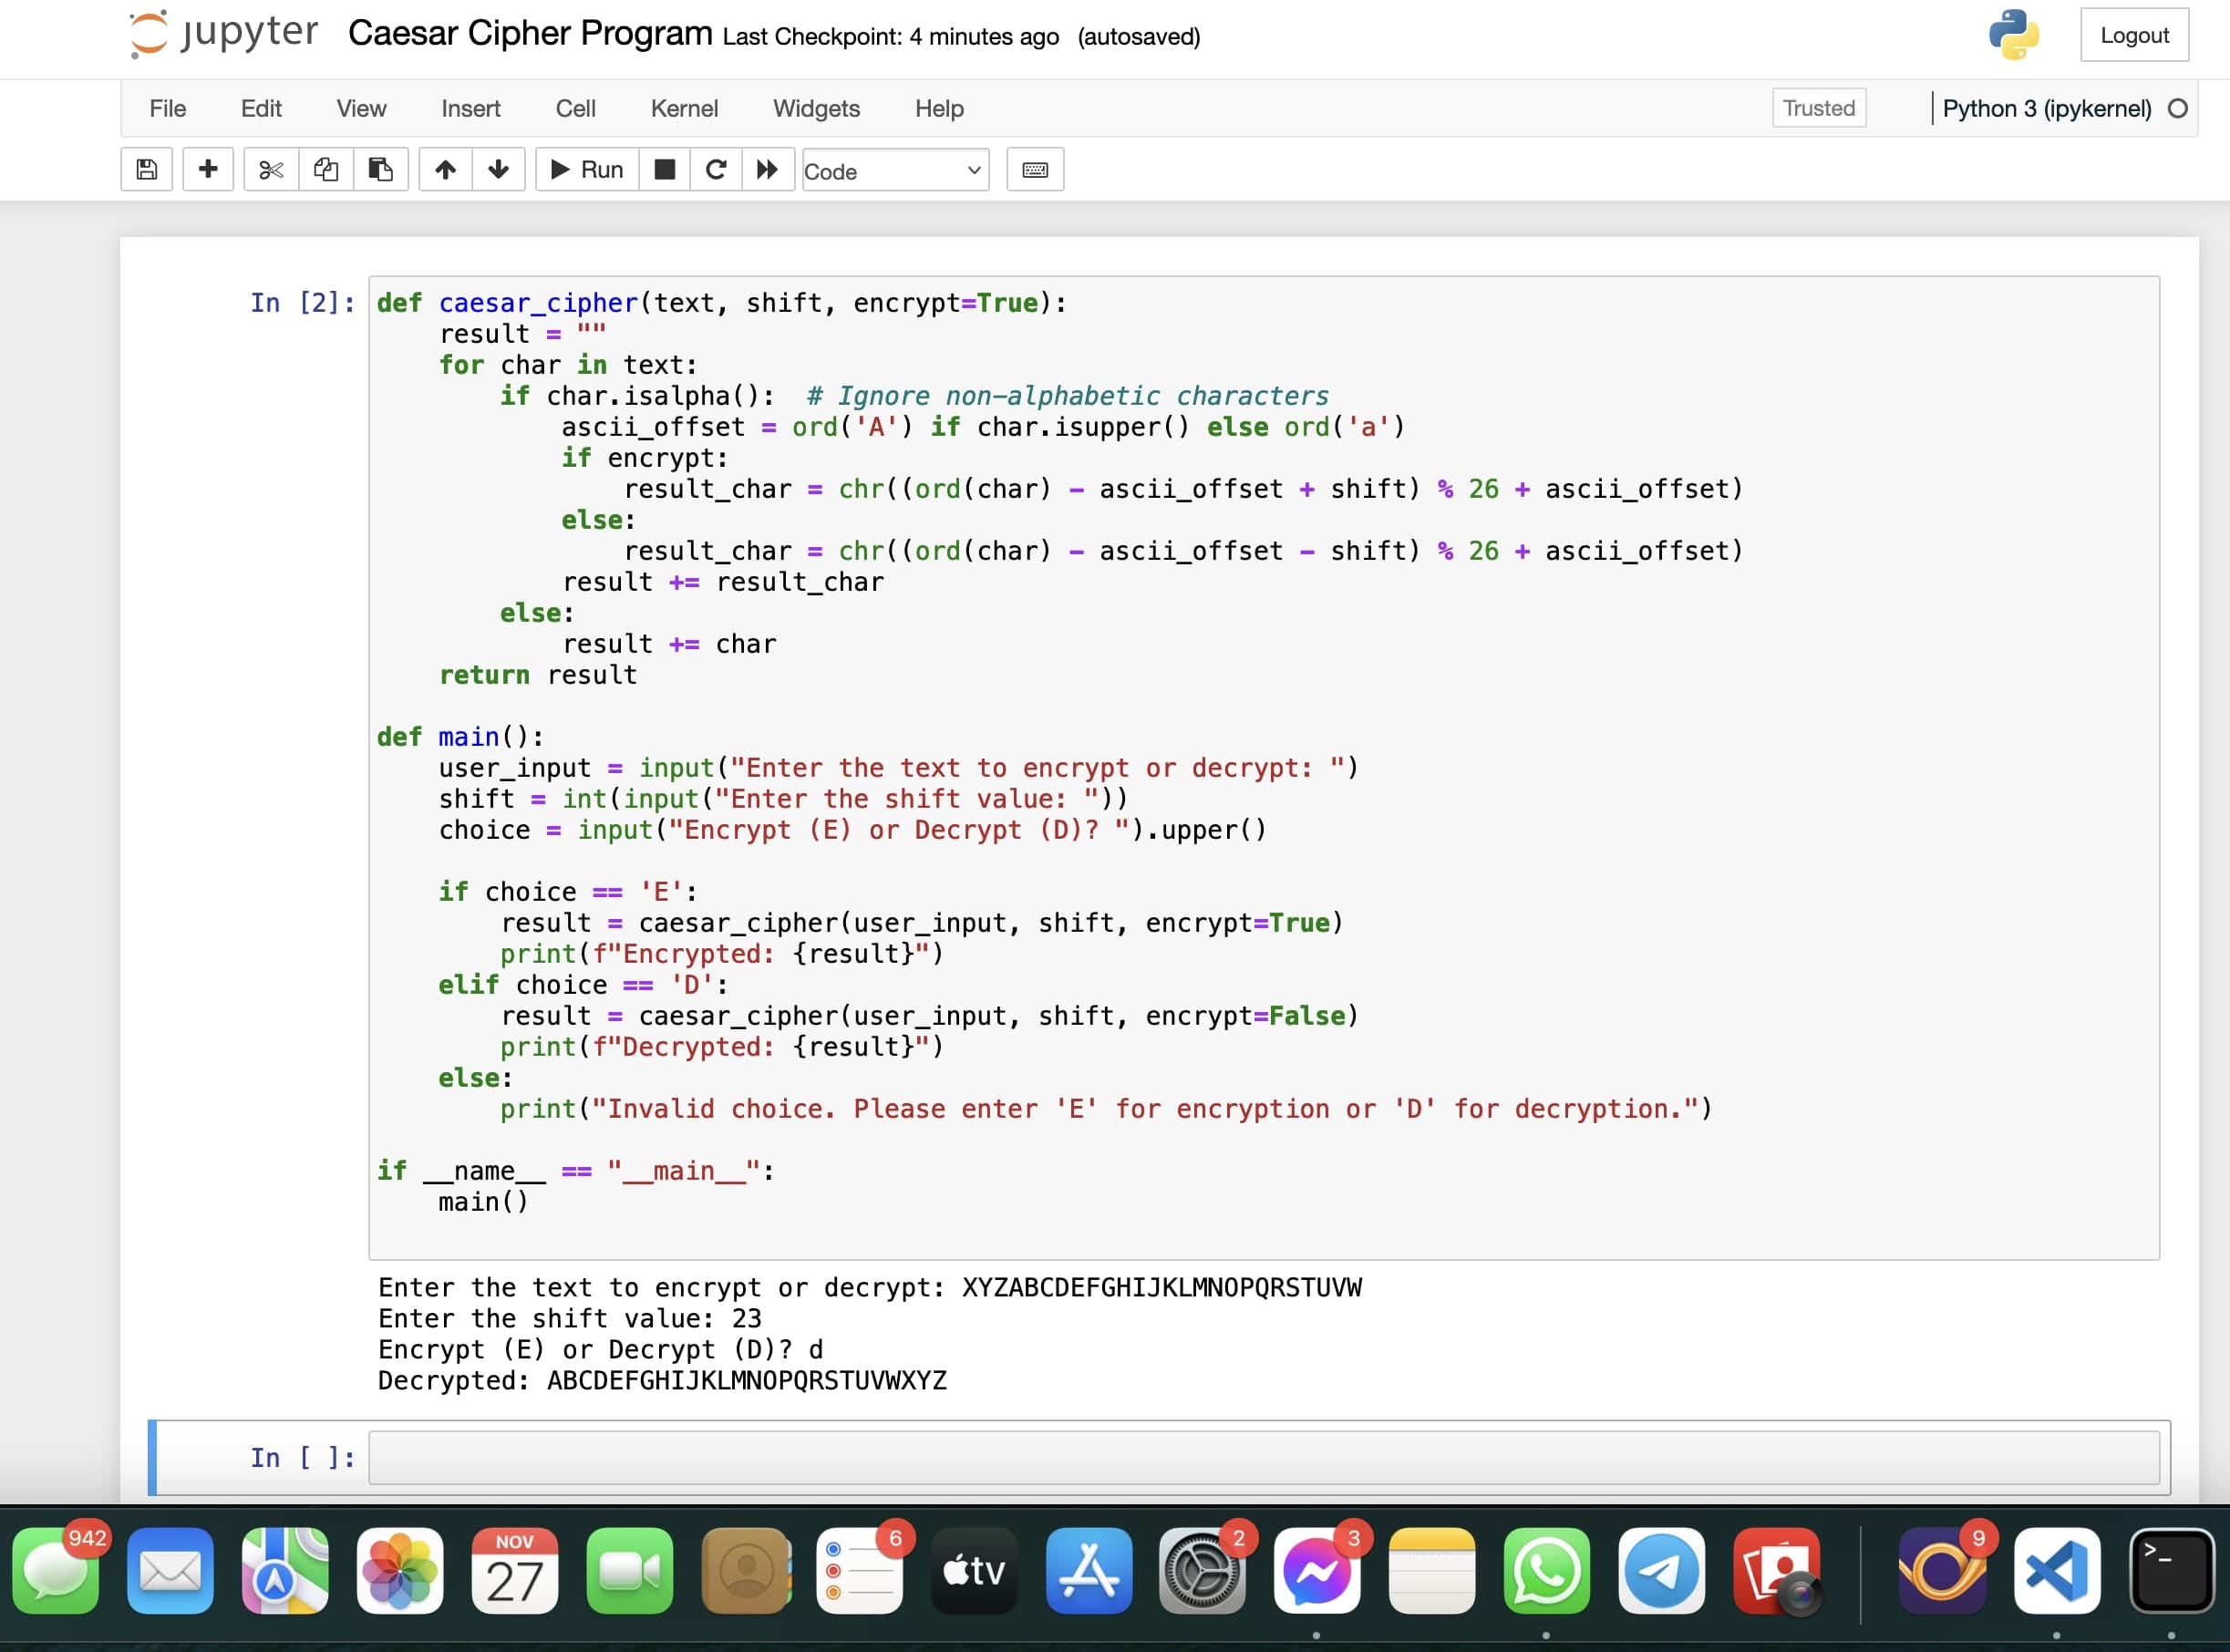 jupyter Caesar Cipher Program Last Checkpoint: 4 minutes ago (autosaved)
Logout
File Edit View Insert Cell Kernel Widgets Help
Trusted Python 3 (ipykernel)
Run Code
In [2]:
def caesar_cipher(text, shift, encrypt=True):
    result = ""
    for char in text:
        if char.isalpha():  # Ignore non-alphabetic characters
            ascii_offset = ord('A') if char.isupper() else ord('a')
            if encrypt:
                result_char = chr((ord(char) - ascii_offset + shift) % 26 + ascii_offset)
            else:
                result_char = chr((ord(char) - ascii_offset - shift) % 26 + ascii_offset)
            result += result_char
        else:
            result += char
    return result
def main():
    user_input = input("Enter the text to encrypt or decrypt: ")
    shift = int(input("Enter the shift value: "))
    choice = input("Encrypt (E) or Decrypt (D)? ").upper()
    if choice == 'E':
        result = caesar_cipher(user_input, shift, encrypt=True)
        print(f"Encrypted: {result}")
    elif choice == 'D':
        result = caesar_cipher(user_input, shift, encrypt=False)
        print(f"Decrypted: {result}")
    else:
        print("Invalid choice. Please enter 'E' for encryption or 'D' for decryption.")
if __name__ == "__main__":
    main()
Enter the text to encrypt or decrypt: XYZABCDEFGHIJKLMNOPQRSTUVW
Enter the shift value: 23
Encrypt (E) or Decrypt (D)? d
Decrypted: ABCDEFGHIJKLMNOPQRSTUVWXYZ
In [ ]:
942 NOV 6 2 3 9
27 tv >_